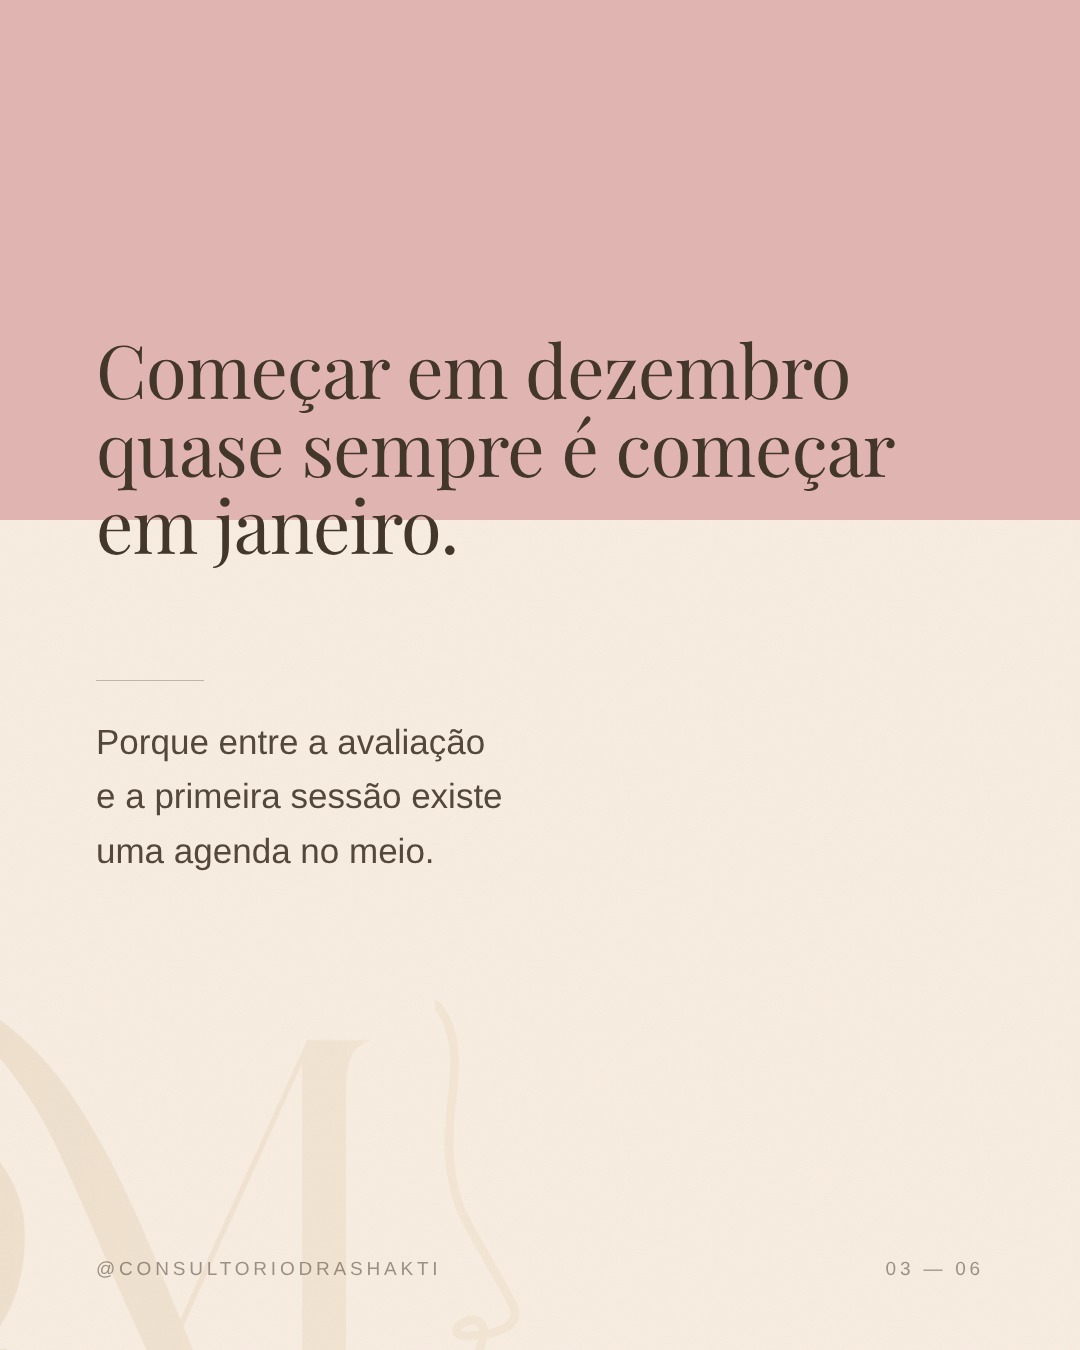 Começar em dezembro
quase sempre é começar
em janeiro.
Porque entre a avaliação
e a primeira sessão existe
uma agenda no meio.
@CONSULTORIODRASHAKTI
03 — 06